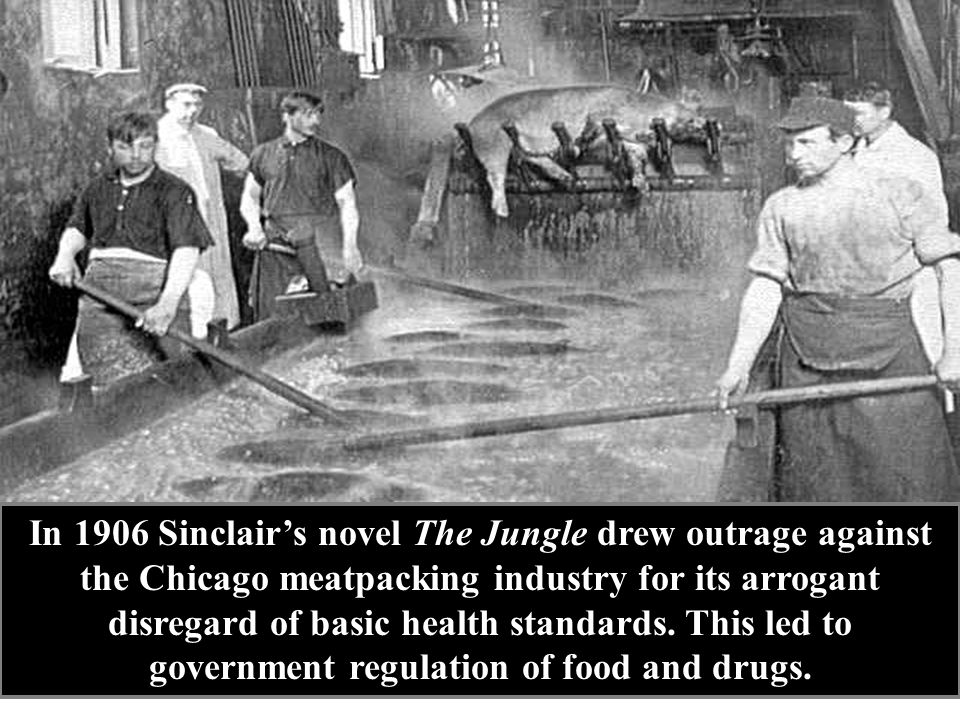 In 1906 Sinclair’s novel The Jungle drew outrage against
the Chicago meatpacking industry for its arrogant
disregard of basic health standards. This led to
government regulation of food and drugs.